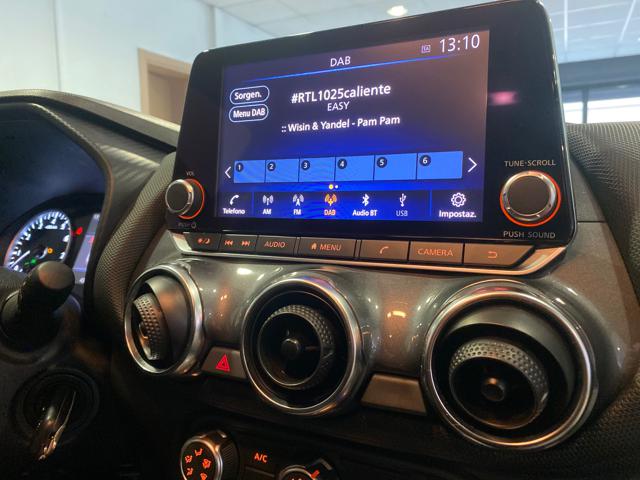 DAB
13:10
Sorgen.
Menu DAB
#RTL1025caliente
EASY
:: Wisin & Yandel - Pam Pam
1 2 3 4 5 6
Telefono AM FM DAB Audio BT USB Impostaz.
VOL
PUSH
TUNE·SCROLL
PUSH SOUND
AUDIO MENU CAMERA
A/C